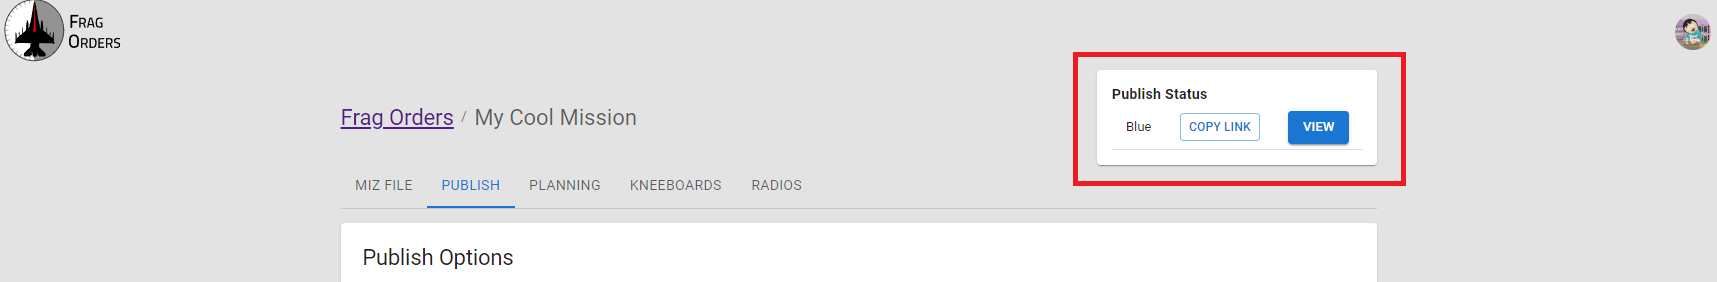 Frag
Orders
Publish Status
Blue COPY LINK VIEW
Frag Orders / My Cool Mission
MIZ FILE PUBLISH PLANNING KNEEBOARDS RADIOS
Publish Options